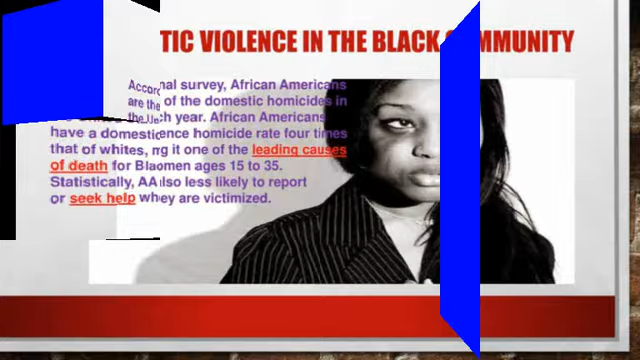 TIC VIOLENCE IN THE BLACK MMUNITY
nal survey, African Americans
are the of the domestic homicides in
ch year. African Americans
have a domestic ence homicide rate four times
that of whites, g it one of the leading causes
of death for Bla omen ages 15 to 35.
Statistically, AA lso less likely to report
or seek help wh ey are victimized.